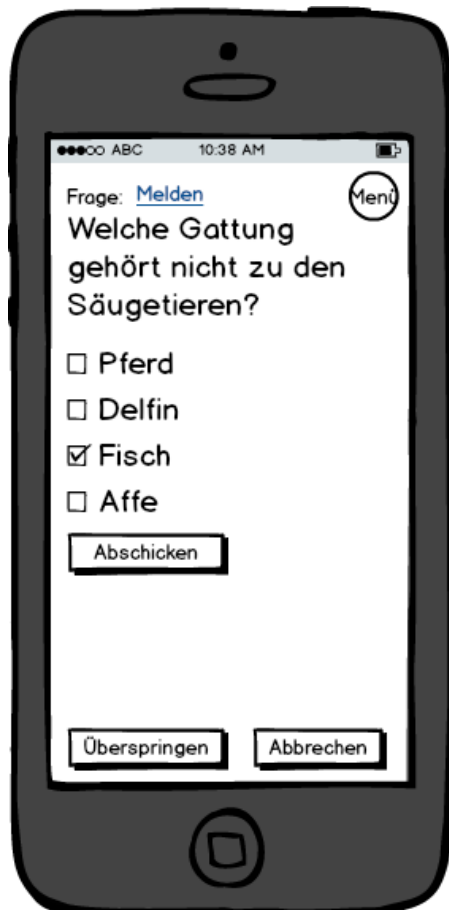 ABC 10:38 AM
Frage: Melden
Menü
Welche Gattung
gehört nicht zu den
Säugetieren?
Pferd
Delfin
Fisch
Affe
Abschicken
Überspringen Abbrechen